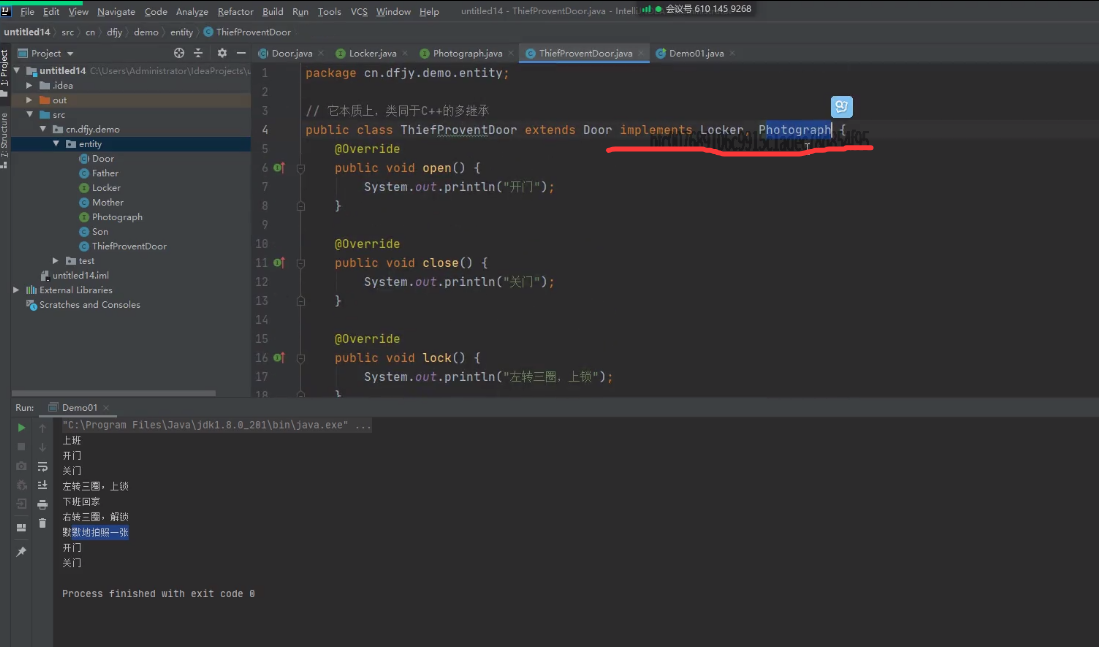 File Edit View Navigate Code Analyze Refactor Build Run Tools VCS Window Help untitled14 - ThiefProventDoor.java - Intelli 会议号 610 145 9268
untitled14 src cn dfjy demo entity ThiefProventDoor
Project
Door.java Locker.java Photograph.java ThiefProventDoor.java Demo01.java
1: Project
Z: Structure
untitled14 C:\Users\Administrator\IdeaProjects\u
.idea
out
src
cn.dfjy.demo
entity
Door
Father
Locker
Mother
Photograph
Son
ThiefProventDoor
test
untitled14.iml
External Libraries
Scratches and Consoles
1 package cn.dfjy.demo.entity;
2
3 // 它本质上，类同于C++的多继承
4 public class ThiefProventDoor extends Door implements Locker, Photograph {
5 @Override
6 public void open() {
7 System.out.println("开门");
8 }
9
10 @Override
11 public void close() {
12 System.out.println("关门");
13 }
14
15 @Override
16 public void lock() {
17 System.out.println("左转三圈，上锁");
18 }
Run: Demo01
"C:\Program Files\Java\jdk1.8.0_281\bin\java.exe" ...
上班
开门
关门
左转三圈，上锁
下班回家
右转三圈，解锁
默默地拍照一张
开门
关门
Process finished with exit code 0